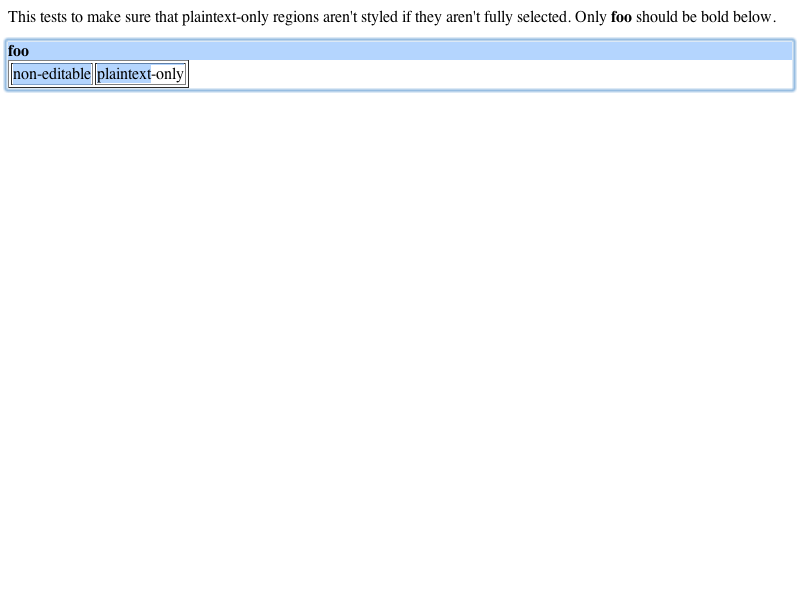 This tests to make sure that plaintext-only regions aren't styled if they aren't fully selected. Only foo should be bold below.
foo
non-editable plaintext-only